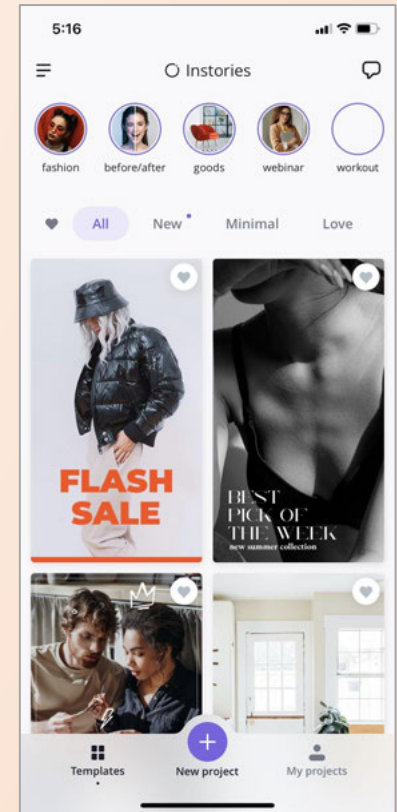 5:16
Instories
fashion
before/after
goods
webinar
workout
All
New
Minimal
Love
FLASH
SALE
BEST
PICK OF
THE WEEK
new summer collection
Templates
New project
My projects